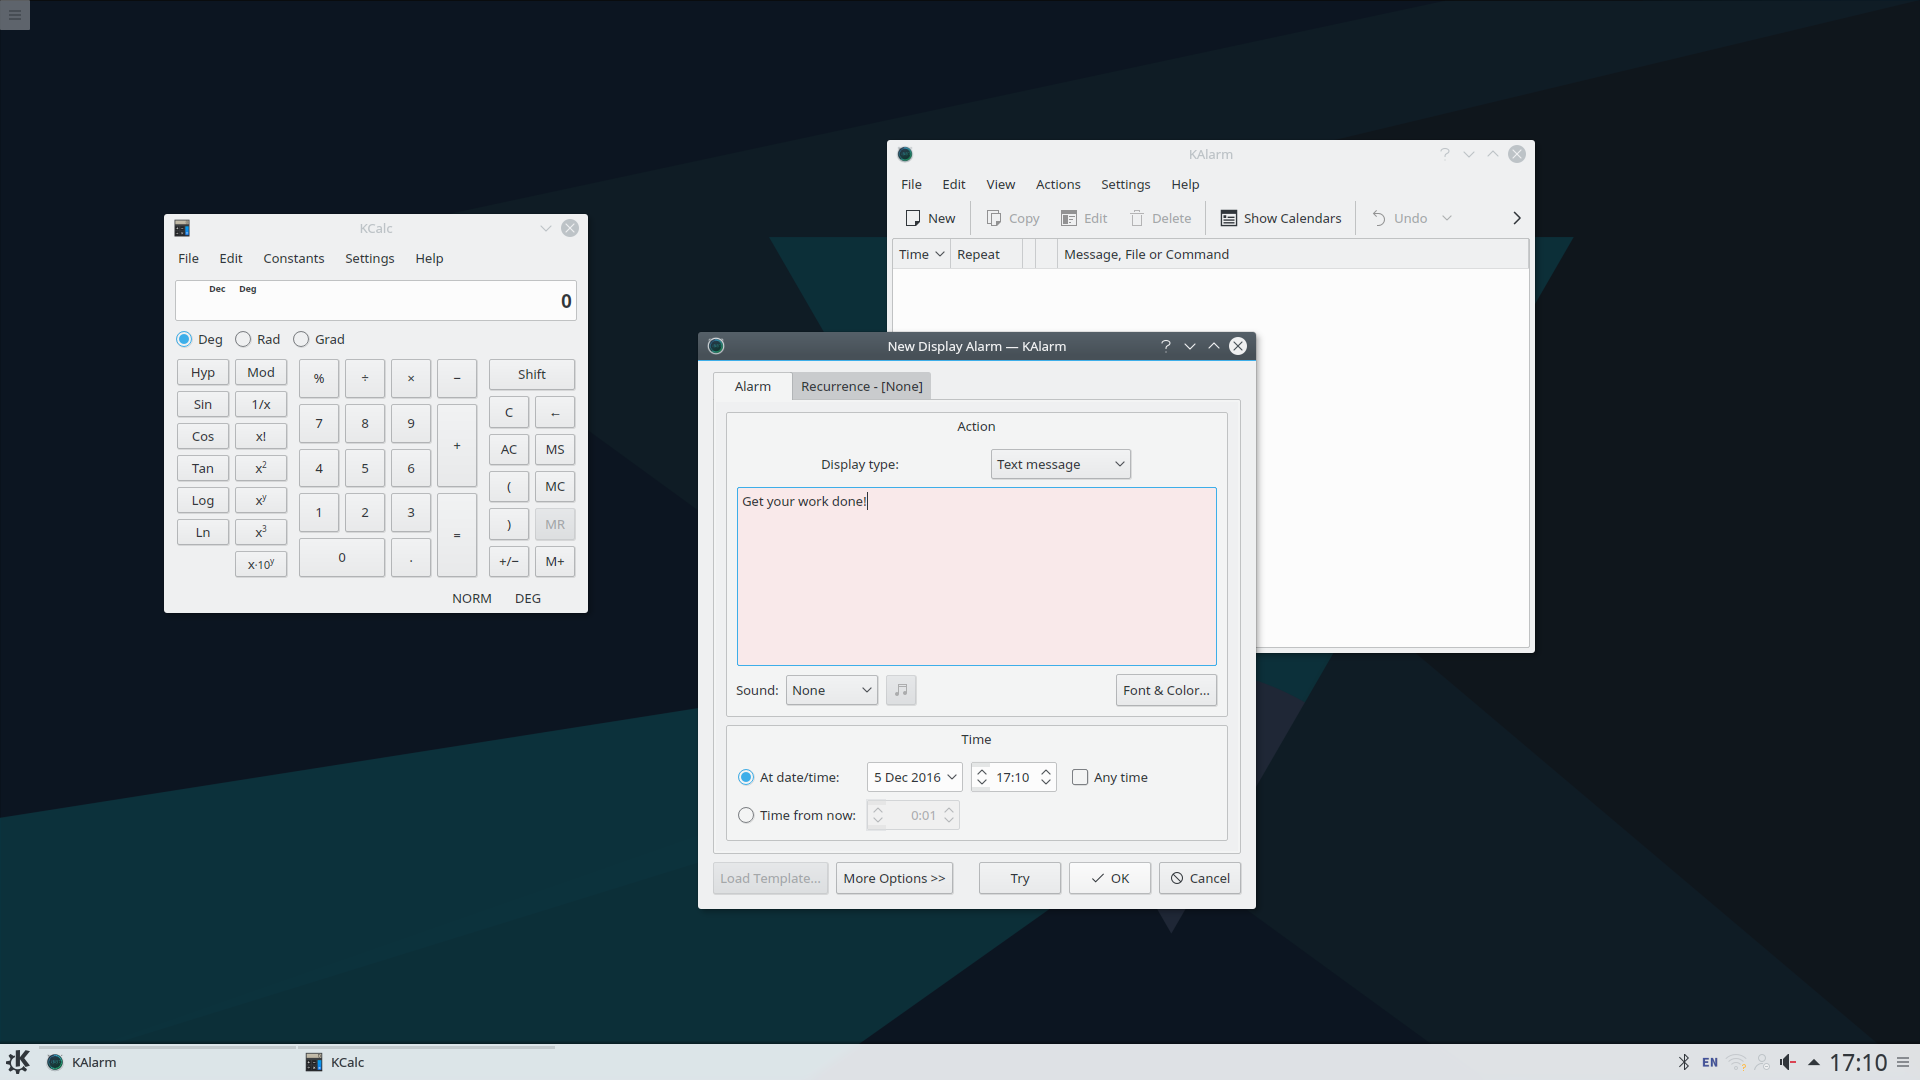 KAlarm
File Edit View Actions Settings Help
New Copy Edit Delete Show Calendars Undo
Time Repeat Message, File or Command
KCalc
File Edit Constants Settings Help
Dec Deg
0
Deg Rad Grad
Hyp Mod % ÷ × − Shift
Sin 1/x 7 8 9 + C ←
Cos x! AC MS
Tan x² 4 5 6 ( MC
Log xʸ 1 2 3 = ) MR
Ln x³
x·10ʸ 0 . +/− M+
NORM DEG
New Display Alarm — KAlarm
Alarm Recurrence - [None]
Action
Display type: Text message
Get your work done!
Sound: None Font & Color...
Time
At date/time: 5 Dec 2016 17:10 Any time
Time from now: 0:01
Load Template... More Options >> Try OK Cancel
KAlarm KCalc EN 17:10